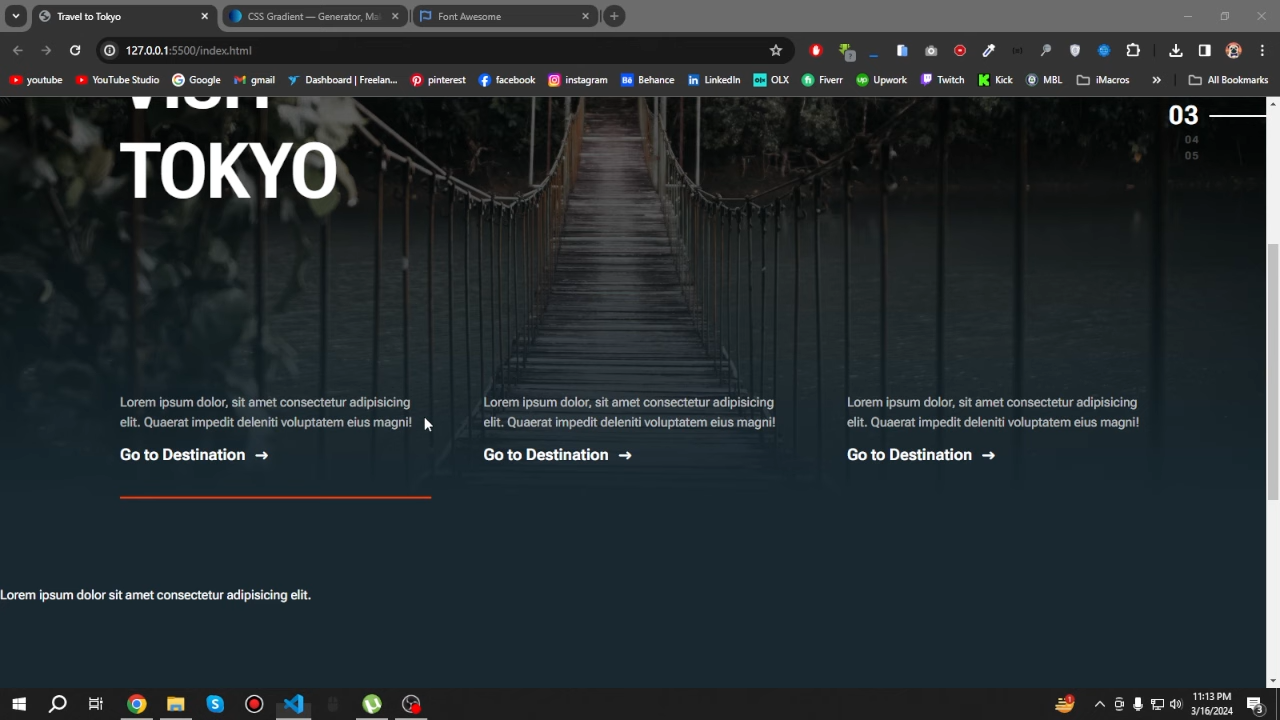 Travel to Tokyo
CSS Gradient — Generator, Ma
Font Awesome
127.0.0.1:5500/index.html
youtube
YouTube Studio
Google
gmail
Dashboard | Freelan...
pinterest
facebook
instagram
Behance
LinkedIn
OLX
Fiverr
Upwork
Twitch
Kick
MBL
iMacros
»
All Bookmarks
VISIT
TOKYO
03
04
05
Lorem ipsum dolor, sit amet consectetur adipisicing
elit. Quaerat impedit deleniti voluptatem eius magni!
Go to Destination →
Lorem ipsum dolor, sit amet consectetur adipisicing
elit. Quaerat impedit deleniti voluptatem eius magni!
Go to Destination →
Lorem ipsum dolor, sit amet consectetur adipisicing
elit. Quaerat impedit deleniti voluptatem eius magni!
Go to Destination →
Lorem ipsum dolor sit amet consectetur adipisicing elit.
11:13 PM
3/16/2024